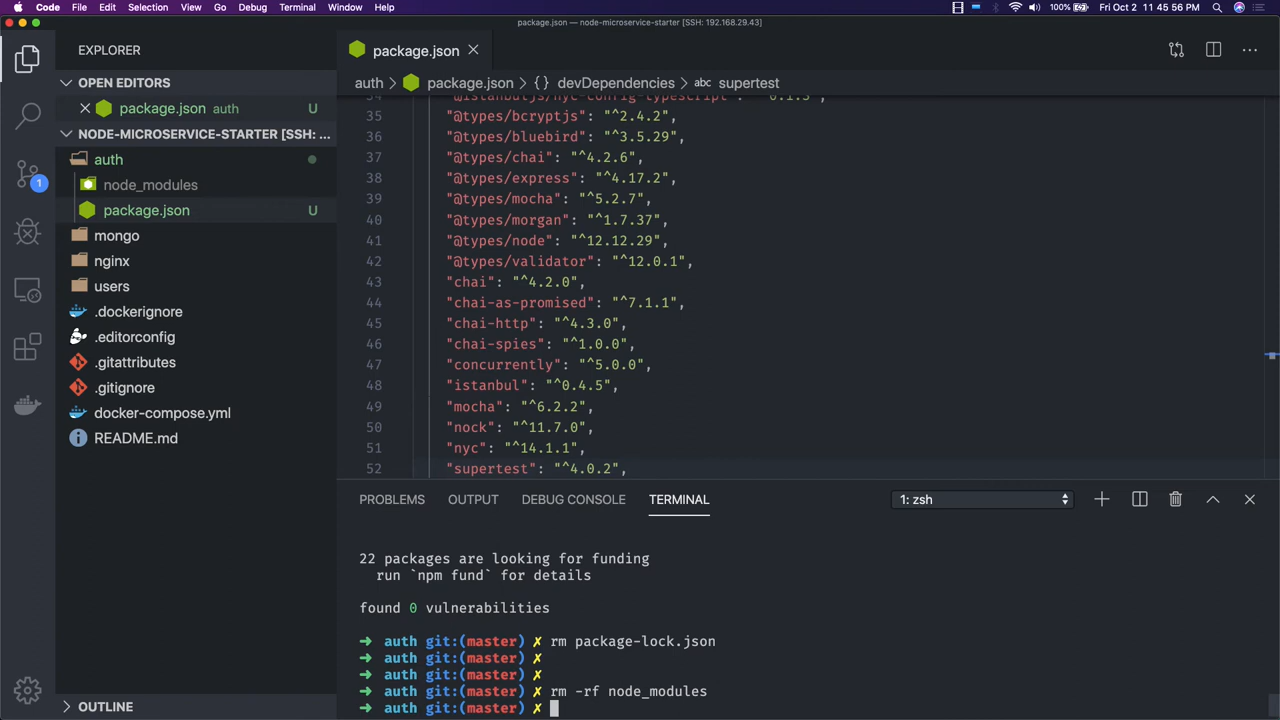 Code File Edit Selection View Go Debug Terminal Window Help 100% Fri Oct 2 11:45:56 PM
package.json — node-microservice-starter [SSH: 192.168.29.43]
EXPLORER
OPEN EDITORS
package.json auth U
NODE-MICROSERVICE-STARTER [SSH: ...
auth
node_modules
package.json U
mongo
nginx
users
.dockerignore
.editorconfig
.gitattributes
.gitignore
docker-compose.yml
README.md
OUTLINE
1
package.json
auth > package.json > {} devDependencies > abc supertest
34 "@istanbuljs/nyc-config-typescript": "^0.1.3",
35 "@types/bcryptjs": "^2.4.2",
36 "@types/bluebird": "^3.5.29",
37 "@types/chai": "^4.2.6",
38 "@types/express": "^4.17.2",
39 "@types/mocha": "^5.2.7",
40 "@types/morgan": "^1.7.37",
41 "@types/node": "^12.12.29",
42 "@types/validator": "^12.0.1",
43 "chai": "^4.2.0",
44 "chai-as-promised": "^7.1.1",
45 "chai-http": "^4.3.0",
46 "chai-spies": "^1.0.0",
47 "concurrently": "^5.0.0",
48 "istanbul": "^0.4.5",
49 "mocha": "^6.2.2",
50 "nock": "^11.7.0",
51 "nyc": "^14.1.1",
52 "supertest": "^4.0.2",
PROBLEMS OUTPUT DEBUG CONSOLE TERMINAL 1: zsh
22 packages are looking for funding
run `npm fund` for details
found 0 vulnerabilities
➜ auth git:(master) ✗ rm package-lock.json
➜ auth git:(master) ✗
➜ auth git:(master) ✗
➜ auth git:(master) ✗ rm -rf node_modules
➜ auth git:(master) ✗